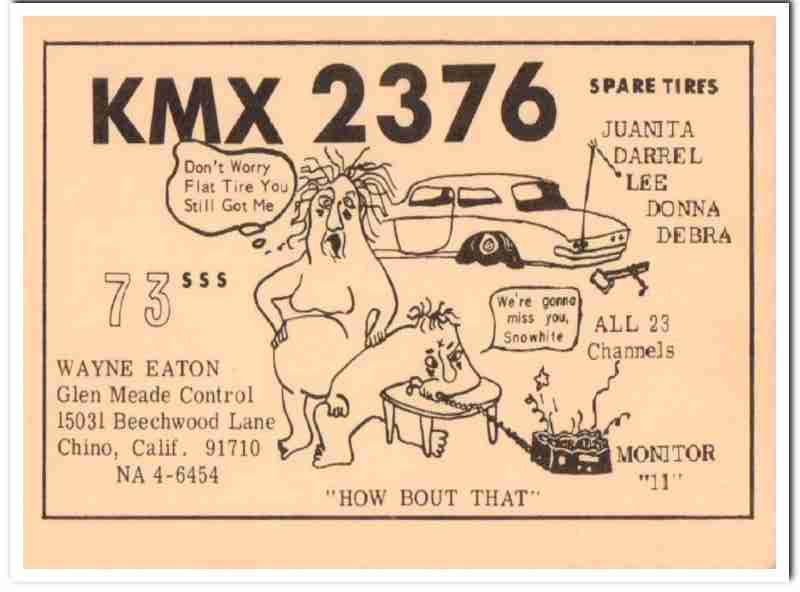 KMX 2376
SPARE TIRES
JUANITA
DARREL
LEE
DONNA
DEBRA
Don't Worry
Flat Tire You
Still Got Me
73 sss
We're gonna
miss you,
Snowhite
ALL 23
Channels
WAYNE EATON
Glen Meade Control
15031 Beechwood Lane
Chino, Calif. 91710
NA 4-6454
MONITOR
"11"
"HOW BOUT THAT"